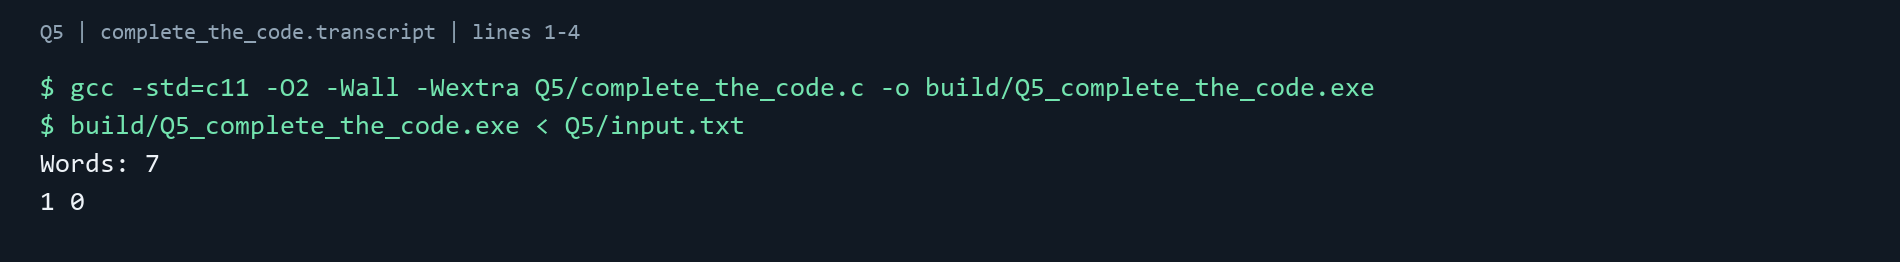 Q5 | complete_the_code.transcript | lines 1-4
$ gcc -std=c11 -O2 -Wall -Wextra Q5/complete_the_code.c -o build/Q5_complete_the_code.exe
$ build/Q5_complete_the_code.exe < Q5/input.txt
Words: 7
1 0